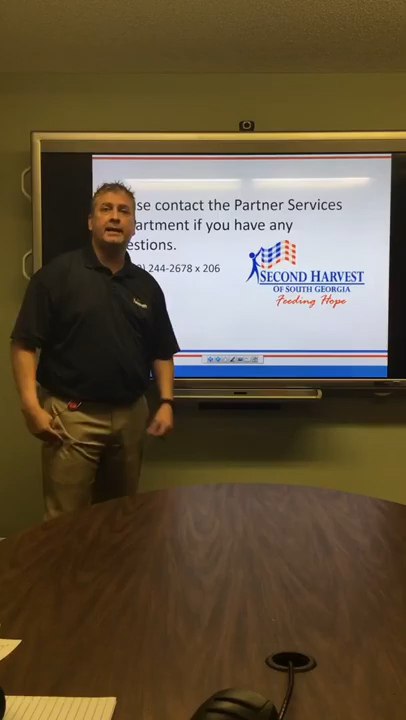 se contact the Partner Services
artment if you have any
estions.
) 244-2678 x 206
SECOND HARVEST
OF SOUTH GEORGIA
Feeding Hope